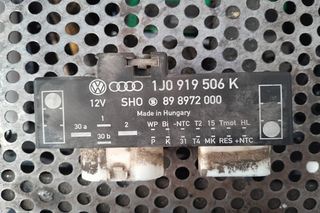 1J0 919 506 K
12V SHO 89 8972 000
Made in Hungary
30 a 1 2 WP BI -NTC T2 15 Tmot HL
30 b P K 31 T4 MK RES +NTC